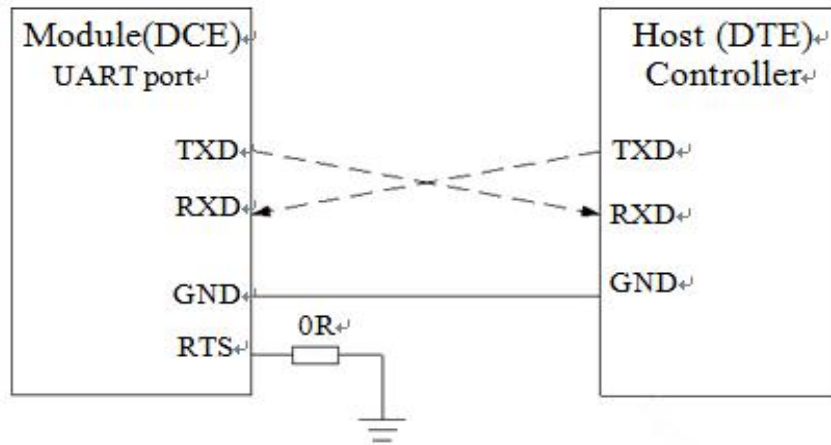 Module(DCE)
UART port
TXD
RXD
GND
RTS
0R
Host (DTE)
Controller
TXD
RXD
GND